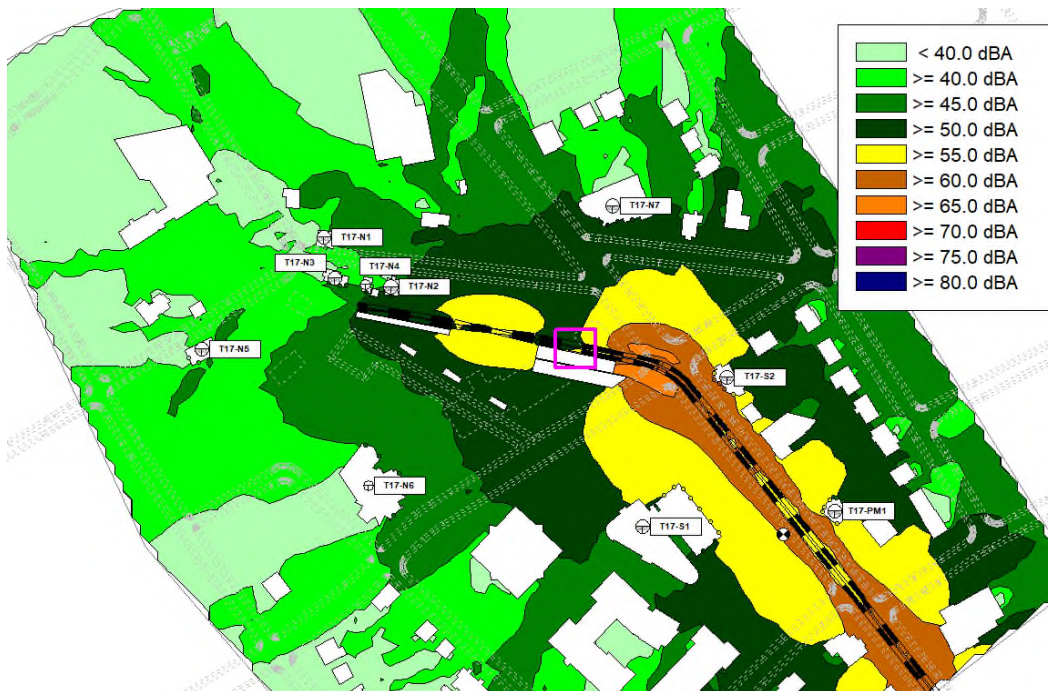 < 40.0 dBA
>= 40.0 dBA
>= 45.0 dBA
>= 50.0 dBA
>= 55.0 dBA
>= 60.0 dBA
>= 65.0 dBA
>= 70.0 dBA
>= 75.0 dBA
>= 80.0 dBA
T17-N7
T17-N1
T17-N3
T17-N4
T17-N2
T17-N5
T17-S2
T17-N6
T17-PM1
T17-S1